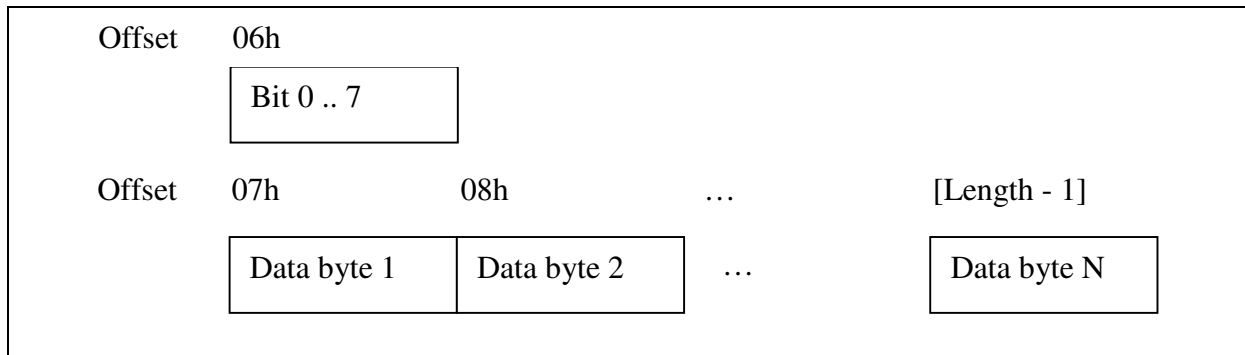 Offset 06h
Bit 0 .. 7
Offset 07h 08h … [Length - 1]
Data byte 1 Data byte 2 … Data byte N